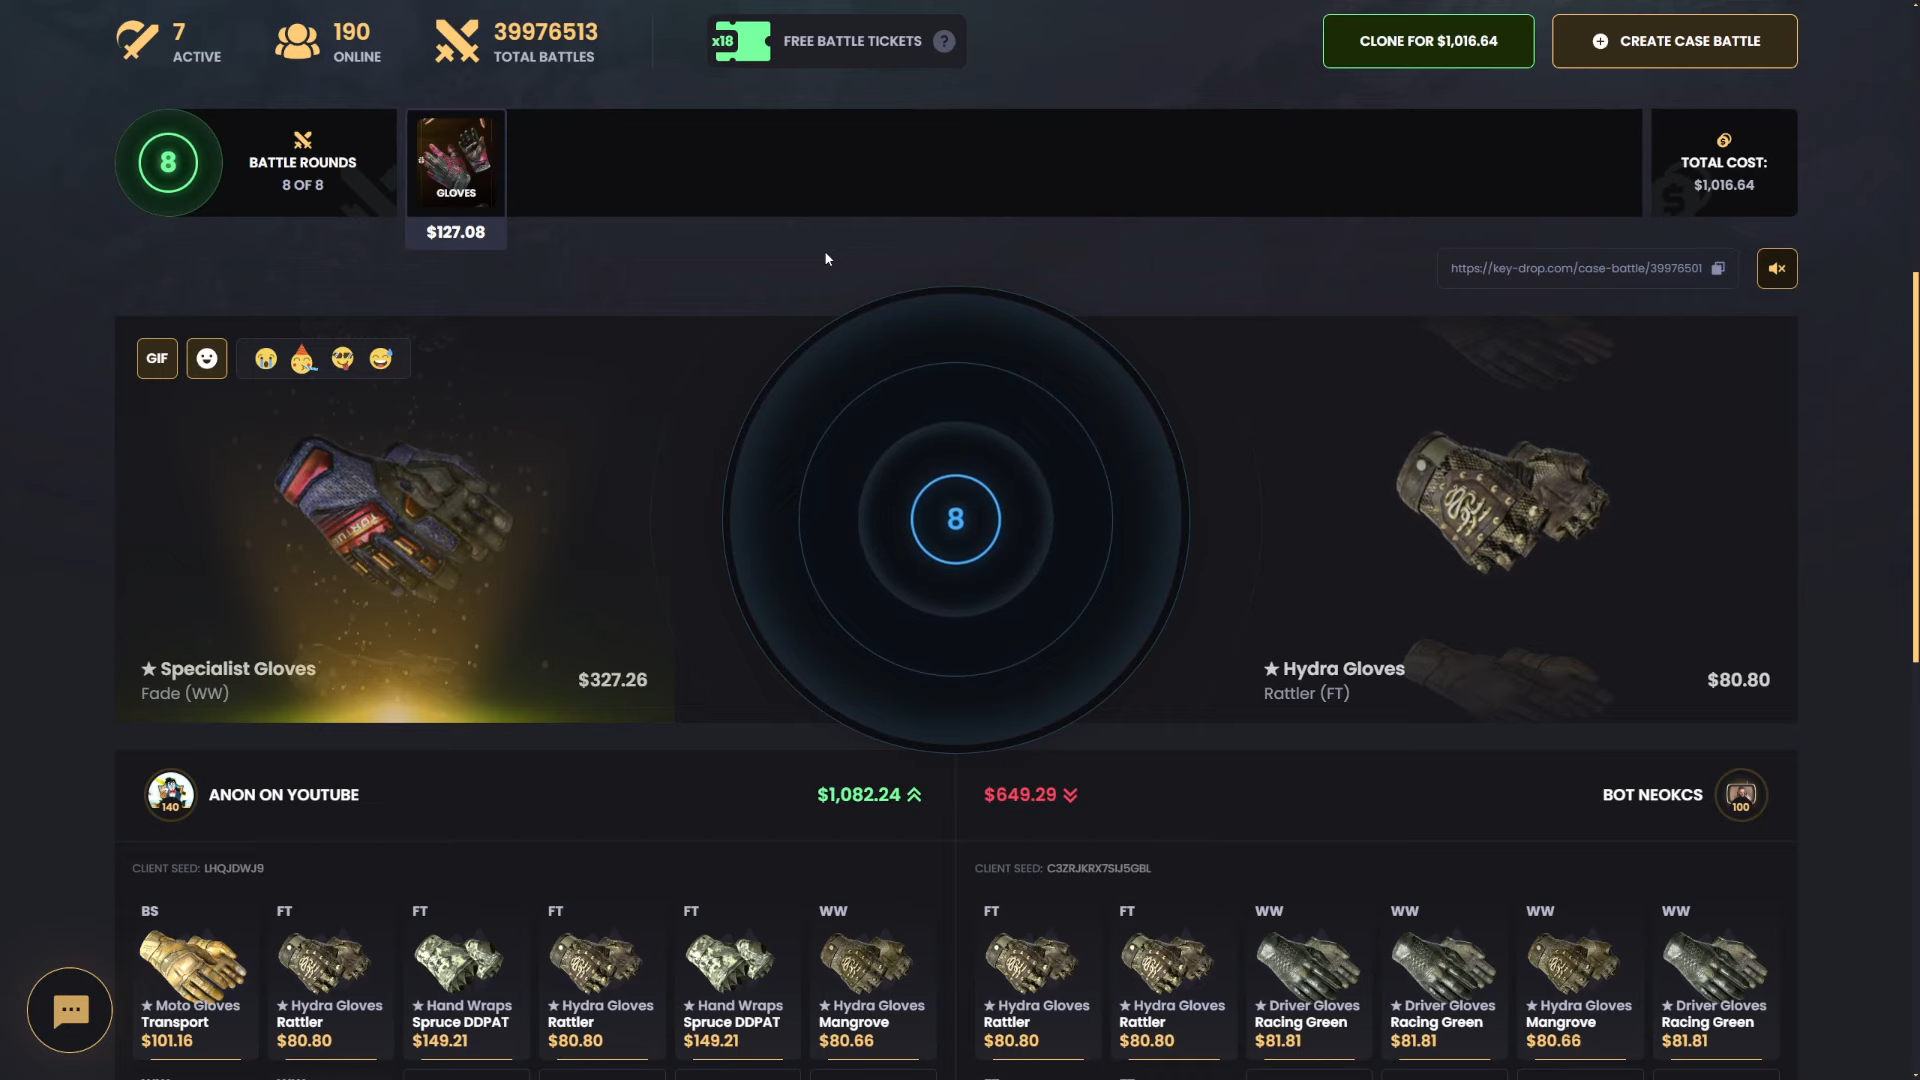 7
ACTIVE
190
ONLINE
39976513
TOTAL BATTLES
x18
FREE BATTLE TICKETS
?
CLONE FOR $1,016.64
CREATE CASE BATTLE
8
BATTLE ROUNDS
8 OF 8
GLOVES
$127.08
TOTAL COST:
$1,016.64
https://key-drop.com/case-battle/39976501
GIF
8
★ Specialist Gloves
Fade (WW)
$327.26
★ Hydra Gloves
Rattler (FT)
$80.80
140
ANON ON YOUTUBE
$1,082.24
$649.29
BOT NEOKCS
100
CLIENT SEED: LHQJDWJ9
CLIENT SEED: C3ZRJKRX7SIJ5GBL
BS
★ Moto Gloves
Transport
$101.16
FT
★ Hydra Gloves
Rattler
$80.80
FT
★ Hand Wraps
Spruce DDPAT
$149.21
FT
★ Hydra Gloves
Rattler
$80.80
FT
★ Hand Wraps
Spruce DDPAT
$149.21
WW
★ Hydra Gloves
Mangrove
$80.66
FT
★ Hydra Gloves
Rattler
$80.80
FT
★ Hydra Gloves
Rattler
$80.80
WW
★ Driver Gloves
Racing Green
$81.81
WW
★ Driver Gloves
Racing Green
$81.81
WW
★ Hydra Gloves
Mangrove
$80.66
WW
★ Driver Gloves
Racing Green
$81.81